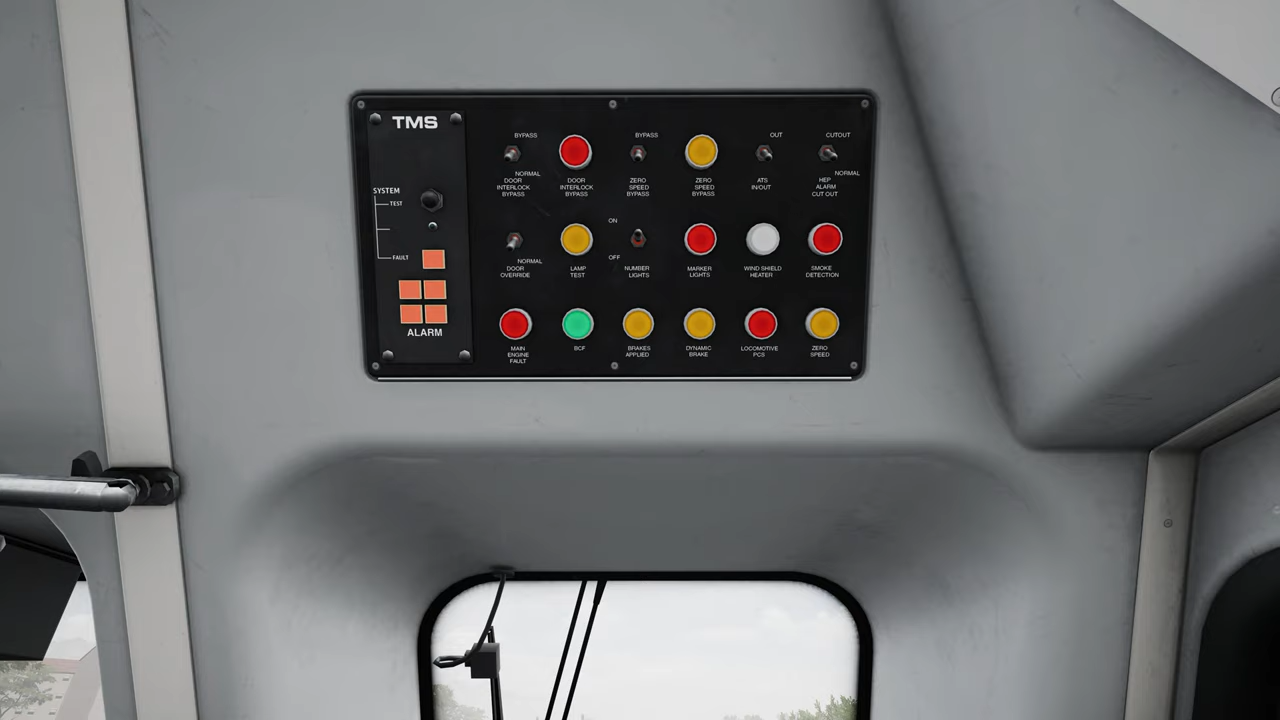 TMS
SYSTEM
TEST
FAULT
ALARM
BYPASS
NORMAL
DOOR
INTERLOCK
BYPASS
DOOR
INTERLOCK
BYPASS
BYPASS
ZERO
SPEED
BYPASS
ZERO
SPEED
BYPASS
OUT
ATS
IN/OUT
CUTOUT
NORMAL
HEP
ALARM
CUT OUT
NORMAL
DOOR
OVERRIDE
LAMP
TEST
ON
OFF
NUMBER
LIGHTS
MARKER
LIGHTS
WIND SHIELD
HEATER
SMOKE
DETECTION
MAIN
ENGINE
FAULT
BCF
BRAKES
APPLIED
DYNAMIC
BRAKE
LOCOMOTIVE
PCS
ZERO
SPEED